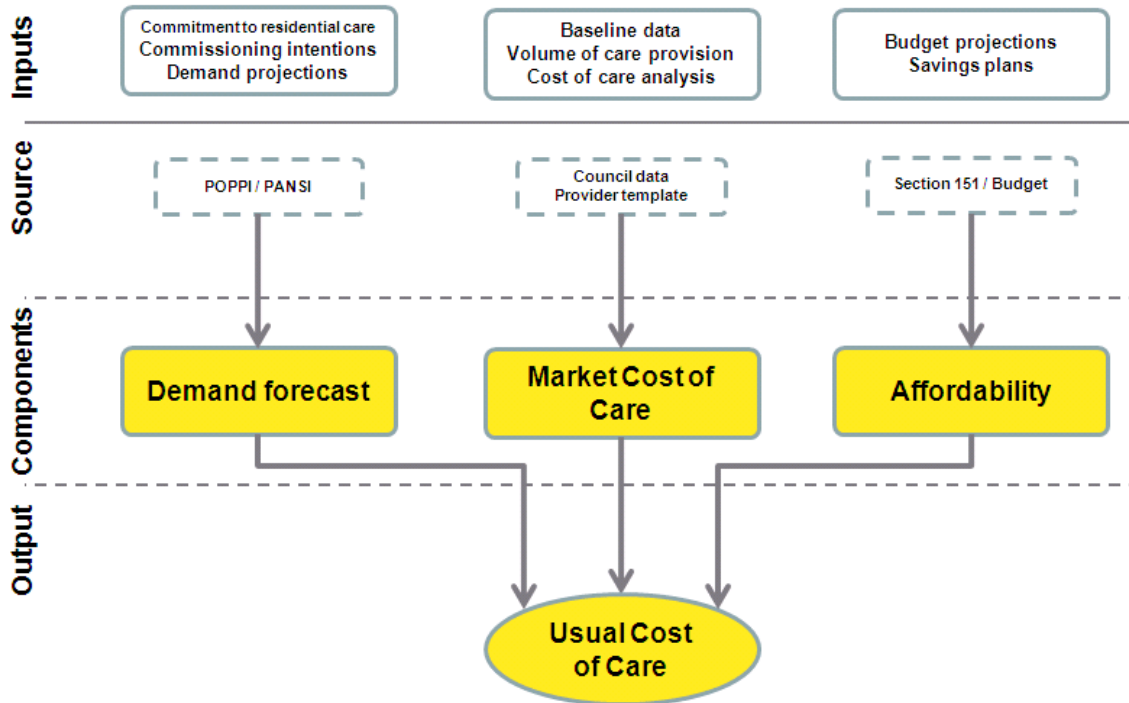 Inputs
Commitment to residential care
Commissioning intentions
Demand projections
Baseline data
Volume of care provision
Cost of care analysis
Budget projections
Savings plans
Source
POPPI / PANSI
Council data
Provider template
Section 151 / Budget
Components
Demand forecast
Market Cost of
Care
Affordability
Output
Usual Cost
of Care